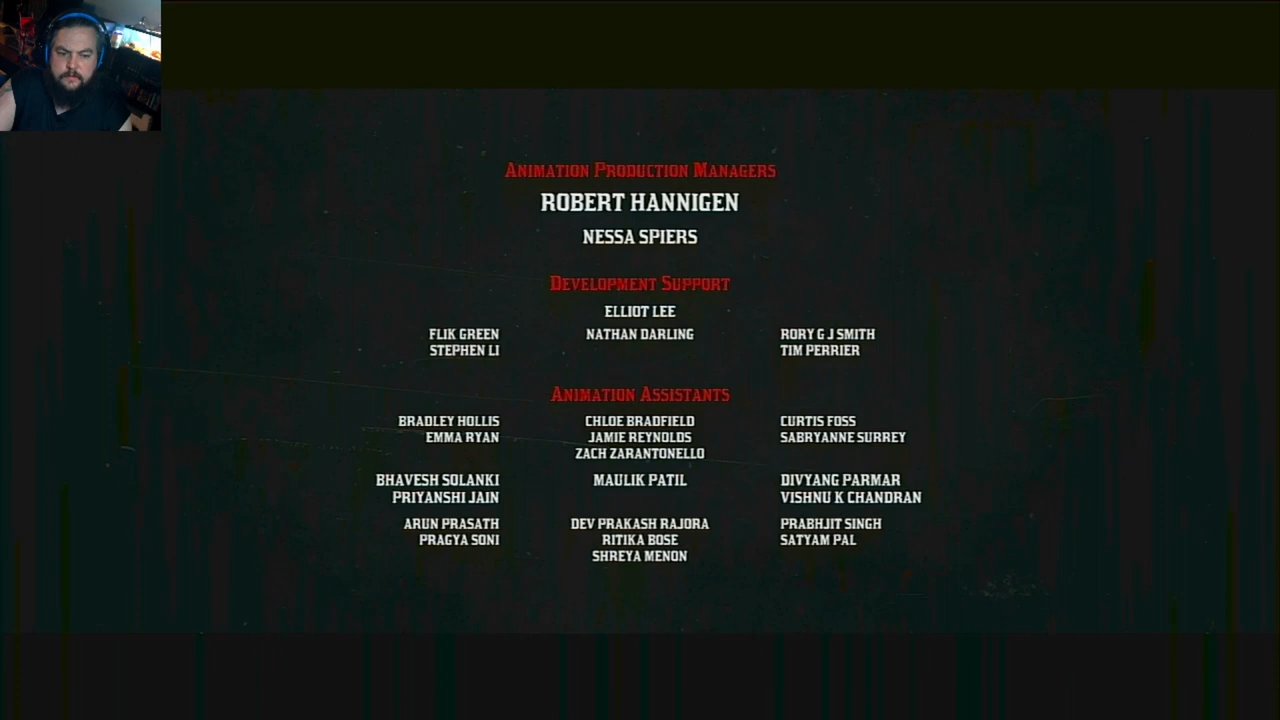 ANIMATION PRODUCTION MANAGERS
ROBERT HANNIGEN
NESSA SPIERS
DEVELOPMENT SUPPORT
ELLIOT LEE
FLIK GREEN NATHAN DARLING RORY G J SMITH
STEPHEN LI TIM PERRIER
ANIMATION ASSISTANTS
BRADLEY HOLLIS CHLOE BRADFIELD CURTIS FOSS
EMMA RYAN JAMIE REYNOLDS SABRYANNE SURREY
ZACH ZARANTONELLO
BHAVESH SOLANKI MAULIK PATIL DIVYANG PARMAR
PRIYANSHI JAIN VISHNU K CHANDRAN
ARUN PRASATH DEV PRAKASH RAJORA PRABHJIT SINGH
PRAGYA SONI RITIKA BOSE SATYAM PAL
SHREYA MENON